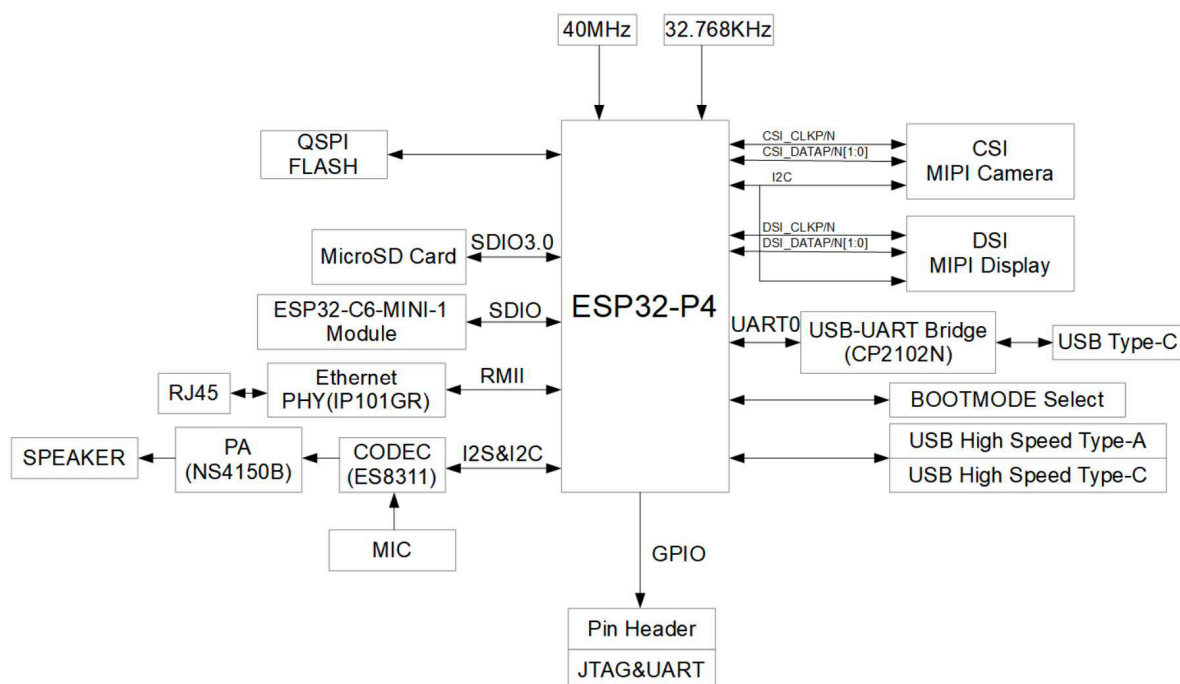 40MHz
32.768KHz
QSPI
FLASH
MicroSD Card
SDIO3.0
ESP32-C6-MINI-1
Module
SDIO
RJ45
Ethernet
PHY(IP101GR)
RMII
SPEAKER
PA
(NS4150B)
CODEC
(ES8311)
I2S&I2C
MIC
ESP32-P4
CSI_CLKP/N
CSI_DATAP/N[1:0]
I2C
CSI
MIPI Camera
DSI_CLKP/N
DSI_DATAP/N[1:0]
DSI
MIPI Display
UART0
USB-UART Bridge
(CP2102N)
USB Type-C
BOOTMODE Select
USB High Speed Type-A
USB High Speed Type-C
GPIO
Pin Header
JTAG&UART